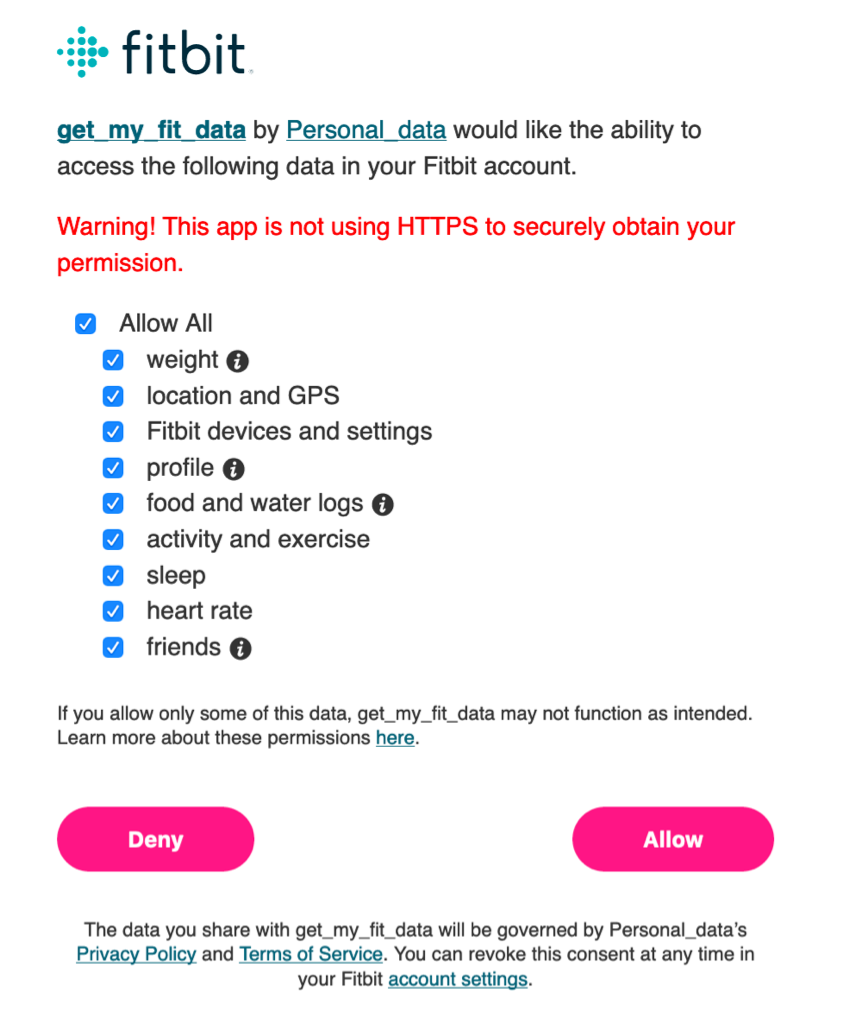 fitbit
get_my_fit_data by Personal_data would like the ability to
access the following data in your Fitbit account.
Warning! This app is not using HTTPS to securely obtain your
permission.
Allow All
weight
location and GPS
Fitbit devices and settings
profile
food and water logs
activity and exercise
sleep
heart rate
friends
If you allow only some of this data, get_my_fit_data may not function as intended.
Learn more about these permissions here.
Deny
Allow
The data you share with get_my_fit_data will be governed by Personal_data’s
Privacy Policy and Terms of Service. You can revoke this consent at any time in
your Fitbit account settings.